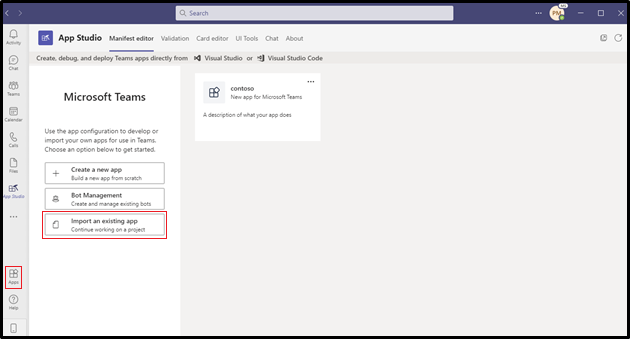 Search
PM
App Studio
Manifest editor
Validation
Card editor
UI Tools
Chat
About
Create, debug, and deploy Teams apps directly from Visual Studio or Visual Studio Code
Activity
Chat
Teams
Calendar
Calls
Files
App Studio
Apps
Help
Microsoft Teams
Use the app configuration to develop or
import your own apps for use in Teams.
Choose an option below to get started.
Create a new app
Build a new app from scratch
Bot Management
Create and manage existing bots
Import an existing app
Continue working on a project
contoso
New app for Microsoft Teams
A description of what your app does